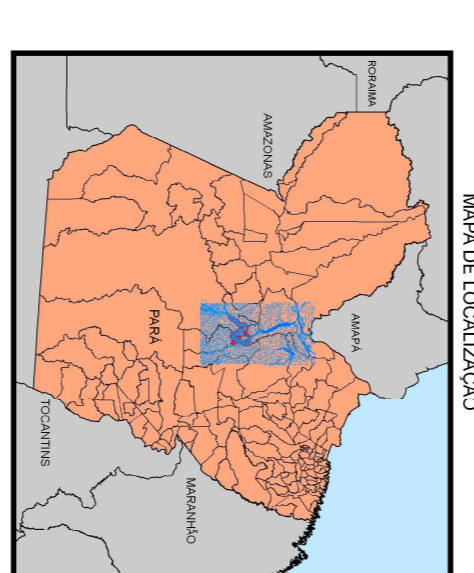 MAPA DE LOCALIZAÇÃO
RORAIMA
AMAZONAS
AMAPÁ
PARÁ
TOCANTINS
MARANHÃO